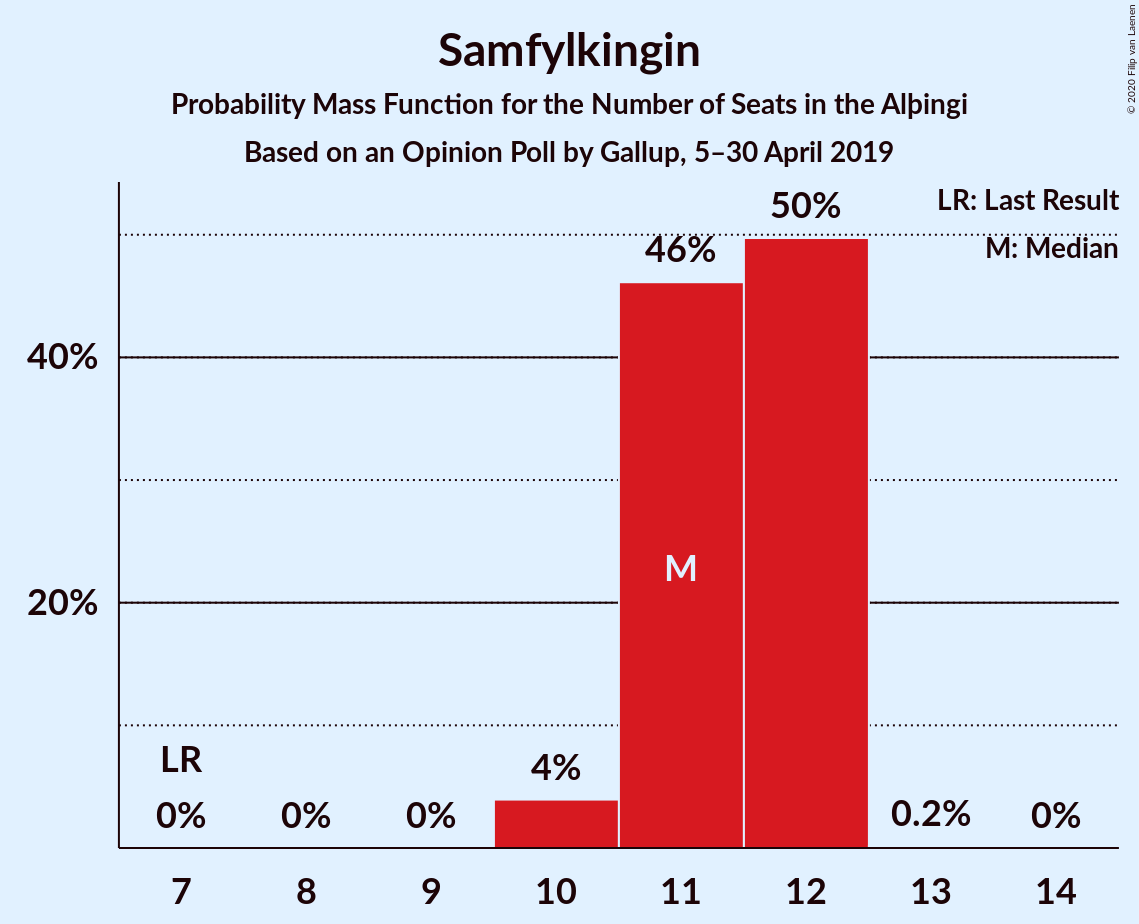 Samfylkingin
Probability Mass Function for the Number of Seats in the Alþingi
Based on an Opinion Poll by Gallup, 5–30 April 2019
© 2020 Filip van Laenen
LR: Last Result
M: Median
50%
46%
40%
M
20%
LR
4%
0% 0% 0% 0.2% 0%
7 8 9 10 11 12 13 14